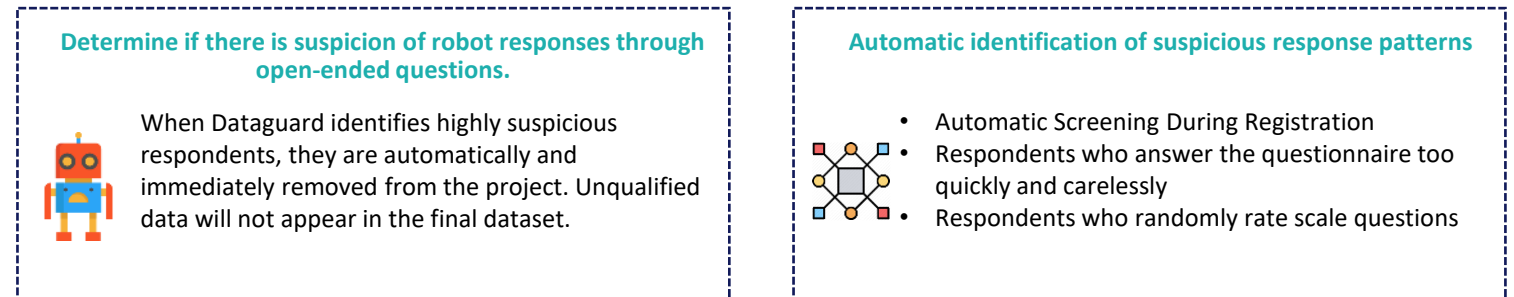 Determine if there is suspicion of robot responses through
open-ended questions.
When Dataguard identifies highly suspicious
respondents, they are automatically and
immediately removed from the project. Unqualified
data will not appear in the final dataset.
Automatic identification of suspicious response patterns
• Automatic Screening During Registration
• Respondents who answer the questionnaire too
quickly and carelessly
• Respondents who randomly rate scale questions